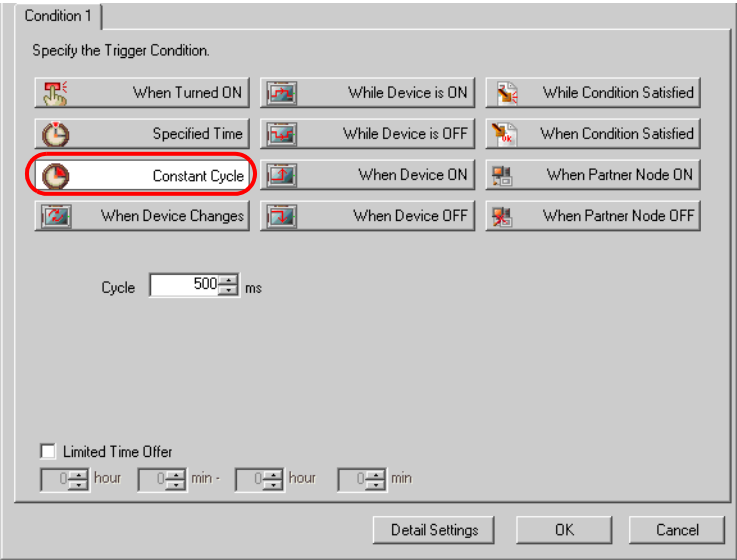 Condition 1
Specify the Trigger Condition.
When Turned ON While Device is ON While Condition Satisfied
Specified Time While Device is OFF When Condition Satisfied
Constant Cycle When Device ON When Partner Node ON
When Device Changes When Device OFF When Partner Node OFF
Cycle 500 ms
Limited Time Offer
0 hour 0 min - 0 hour 0 min
Detail Settings OK Cancel